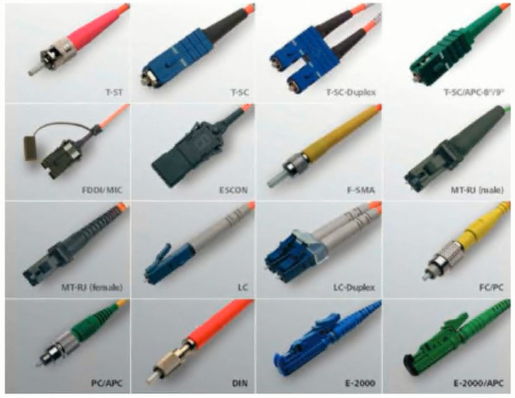 T-ST
T-SC
T-SC-Duplex
T-SC/APC-8°/9°
FDDI/MIC
ESCON
F-SMA
MT-RJ (male)
MT-RJ (female)
LC
LC-Duplex
FC/PC
PC/APC
DIN
E-2000
E-2000/APC